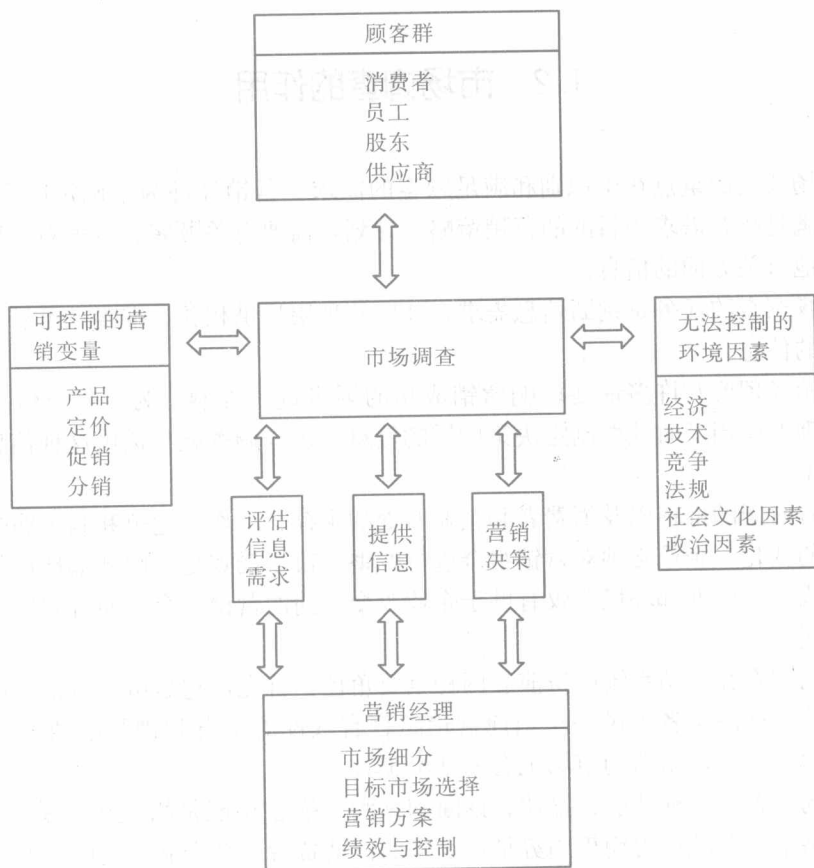 顾客群
消费者
员工
股东
供应商
可控制的营
销变量
产品
定价
促销
分销
市场调查
无法控制的
环境因素
经济
技术
竞争
法规
社会文化因素
政治因素
评估
信息
需求
提供
信息
营销
决策
营销经理
市场细分
目标市场选择
营销方案
绩效与控制